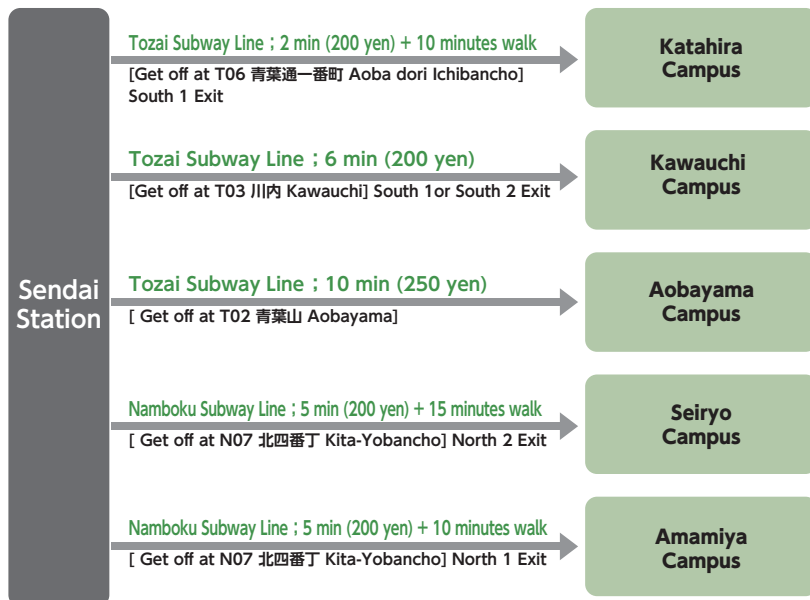 Sendai
Station
Tozai Subway Line ; 2 min (200 yen) + 10 minutes walk
[Get off at T06 青葉通一番町 Aoba dori Ichibancho]
South 1 Exit
Katahira
Campus
Tozai Subway Line ; 6 min (200 yen)
[Get off at T03 川内 Kawauchi] South 1or South 2 Exit
Kawauchi
Campus
Tozai Subway Line ; 10 min (250 yen)
[ Get off at T02 青葉山 Aobayama]
Aobayama
Campus
Namboku Subway Line ; 5 min (200 yen) + 15 minutes walk
[ Get off at N07 北四番丁 Kita-Yobancho] North 2 Exit
Seiryo
Campus
Namboku Subway Line ; 5 min (200 yen) + 10 minutes walk
[ Get off at N07 北四番丁 Kita-Yobancho] North 1 Exit
Amamiya
Campus